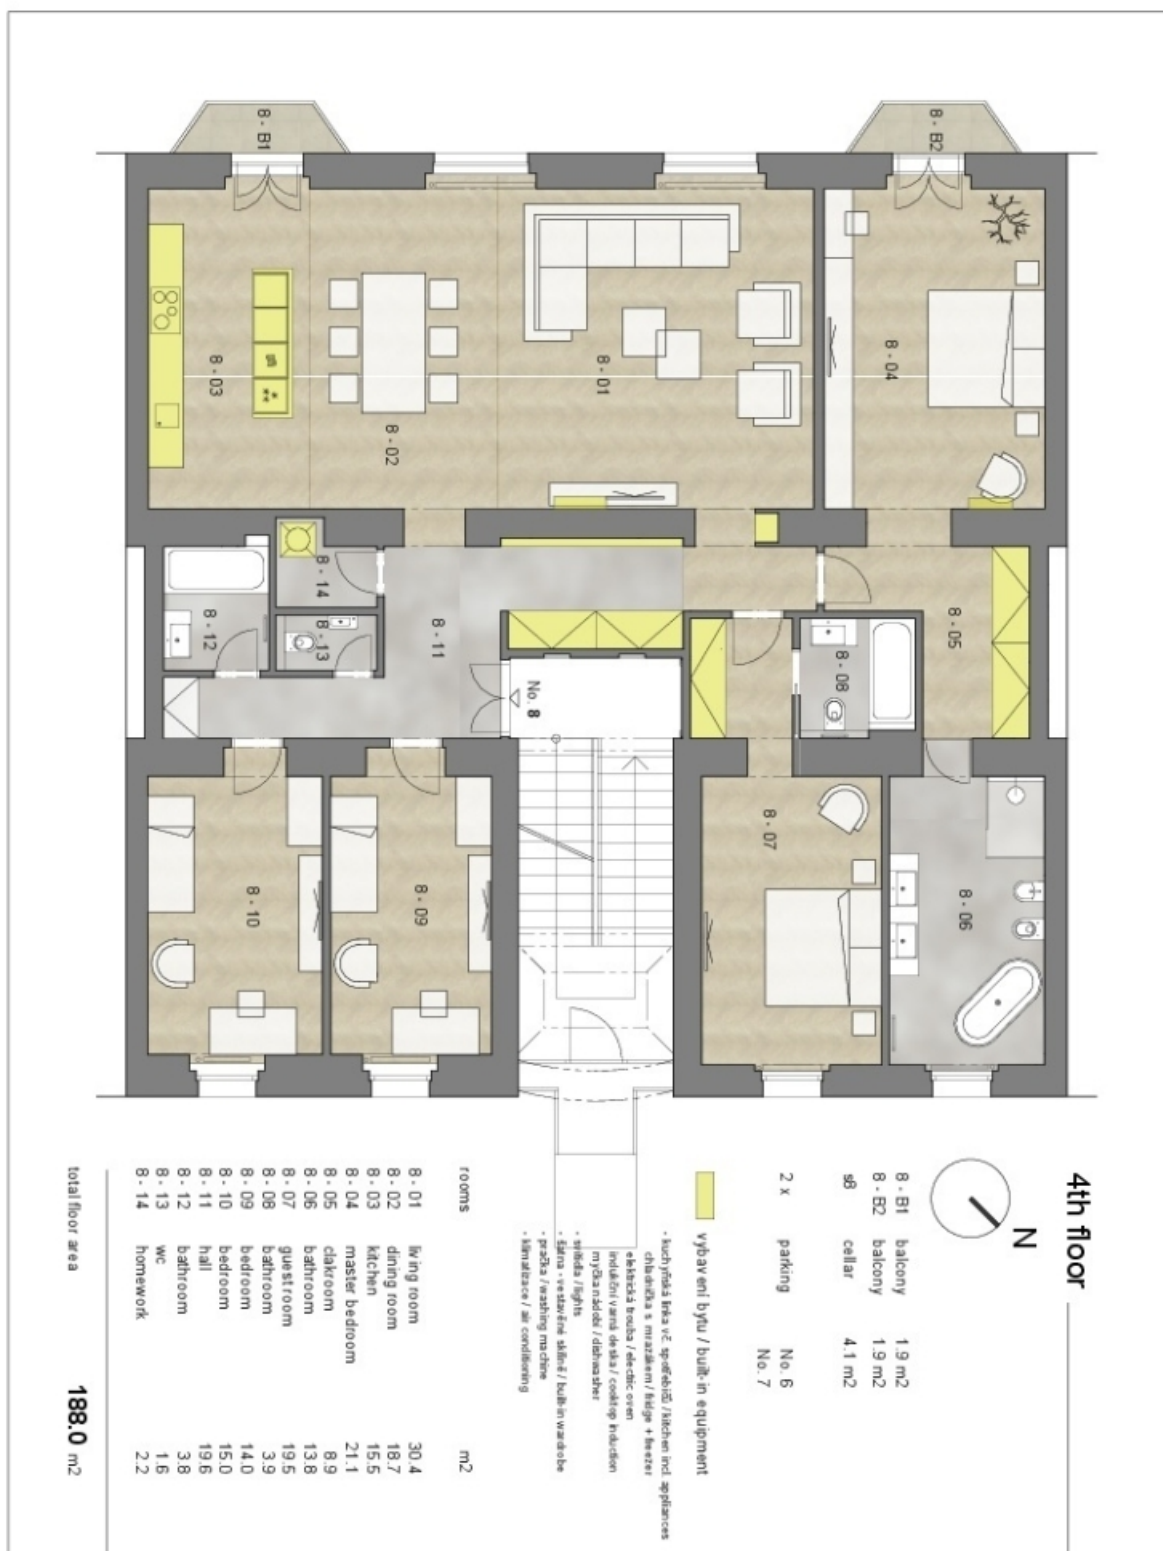 4th floor
N
8 - B1 balcony 1.9 m2
8 - B2 balcony 1.9 m2
s8 cellar 4.1 m2
2 x parking No. 6
No. 7
vybavení bytu / built-in equipment
- kuchyňská linka vč. spotřebičů / kitchen incl. appliances
chladnička s mrazákem / fridge + freezer
elektrická trouba / electric oven
indukční varná deska / cooktop induction
myčka nádobí / dishwasher
- svítidla / lights
- šatna - vestavěné skříně / built-in wardrobe
- pračka / washing machine
- klimatizace / air conditioning
rooms m2
8 - 01 living room 30.4
8 - 02 dining room 18.7
8 - 03 kitchen 15.5
8 - 04 master bedroom 21.1
8 - 05 clakroom 8.9
8 - 06 bathroom 13.8
8 - 07 guest room 19.5
8 - 08 bathroom 3.9
8 - 09 bedroom 14.0
8 - 10 bedroom 15.0
8 - 11 hall 19.6
8 - 12 bathroom 3.8
8 - 13 wc 1.6
8 - 14 homework 2.2
total floor area 188.0 m2
8 - B1
8 - B2
8 - 03
8 - 02
8 - 01
8 - 04
8 - 14
8 - 12
8 - 13
8 - 11
No. 8
8 - 08
8 - 05
8 - 10
8 - 09
8 - 07
8 - 06